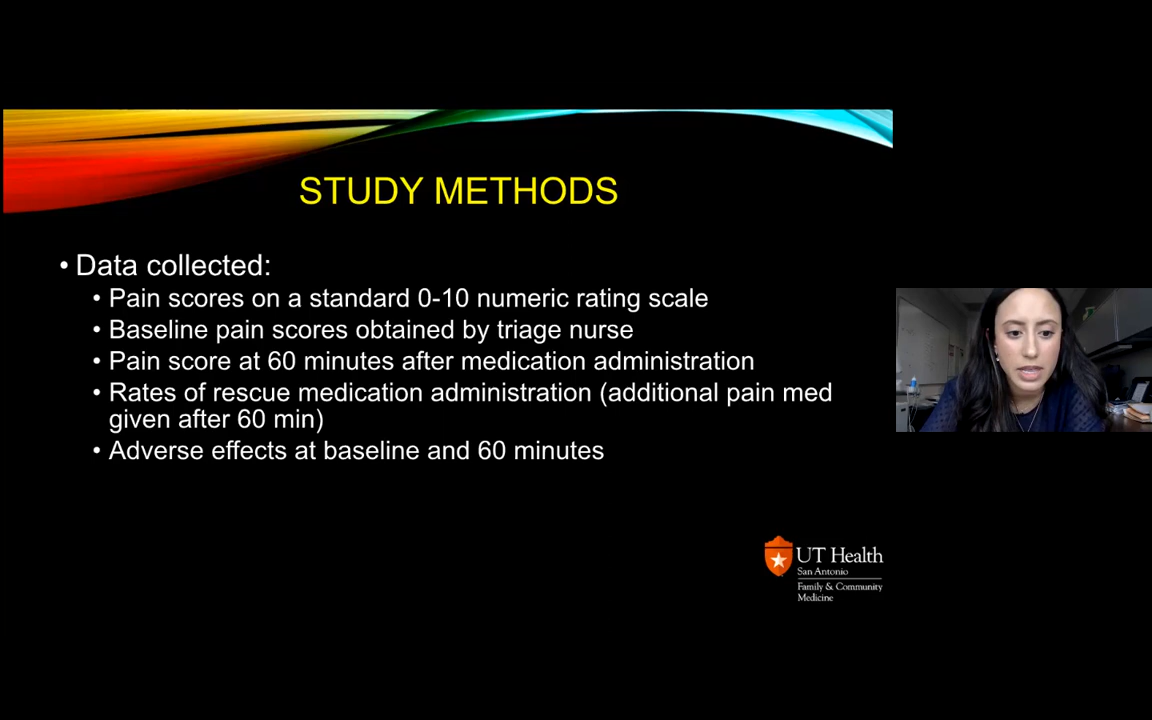 STUDY METHODS
• Data collected:
• Pain scores on a standard 0-10 numeric rating scale
• Baseline pain scores obtained by triage nurse
• Pain score at 60 minutes after medication administration
• Rates of rescue medication administration (additional pain med
given after 60 min)
• Adverse effects at baseline and 60 minutes
UT Health
San Antonio
Family & Community
Medicine